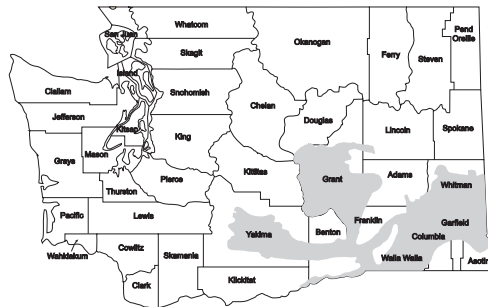 Whatcom
San Juan
Skagit
Island
Okanogan
Ferry
Steven
Pend
Oreille
Clallam
Snohomish
Chelan
Jefferson
Douglas
Kitsap
King
Lincoln
Spokane
Grays
Mason
Kittitas
Grant
Adams
Whitman
Thurston
Pierce
Pacific
Lewis
Yakima
Franklin
Garfield
Benton
Columbia
Wahkiakum
Cowlitz
Skamania
Walla Walla
Asotin
Clark
Klickitat